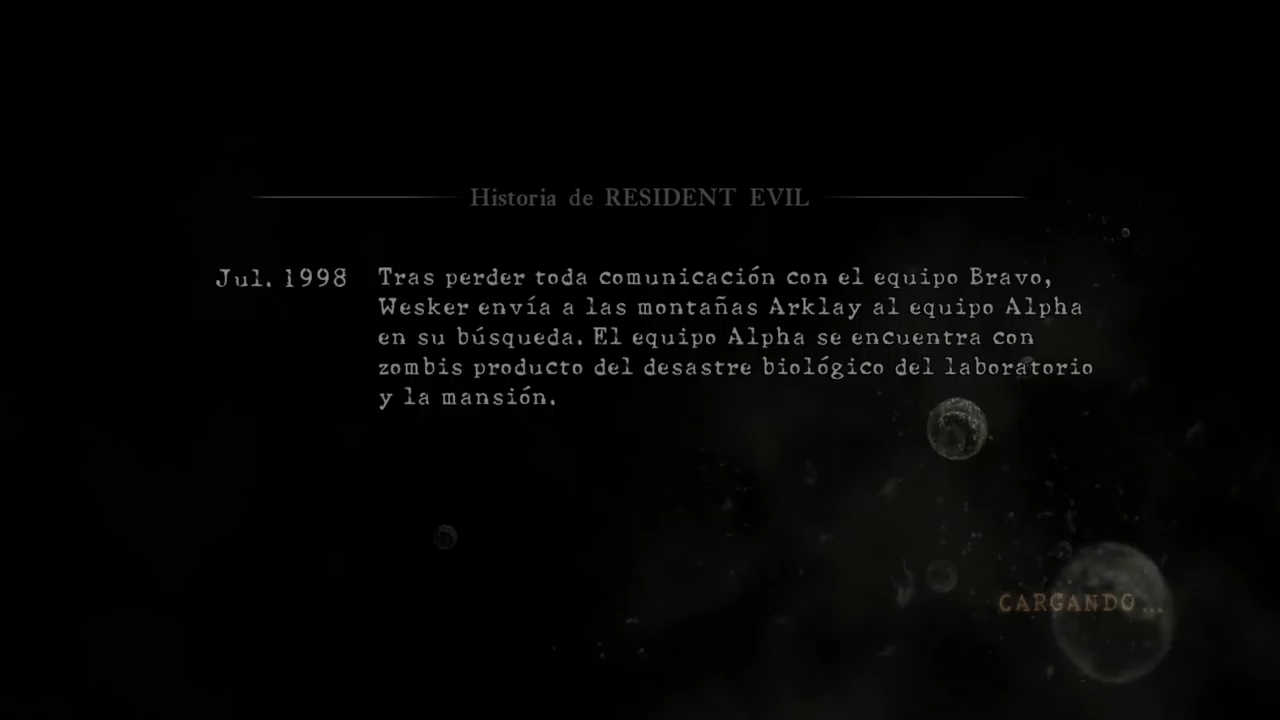 Historia de RESIDENT EVIL
Jul. 1998 Tras perder toda comunicación con el equipo Bravo,
Wesker envía a las montañas Arklay al equipo Alpha
en su búsqueda. El equipo Alpha se encuentra con
zombis producto del desastre biológico del laboratorio
y la mansión.
CARGANDO...